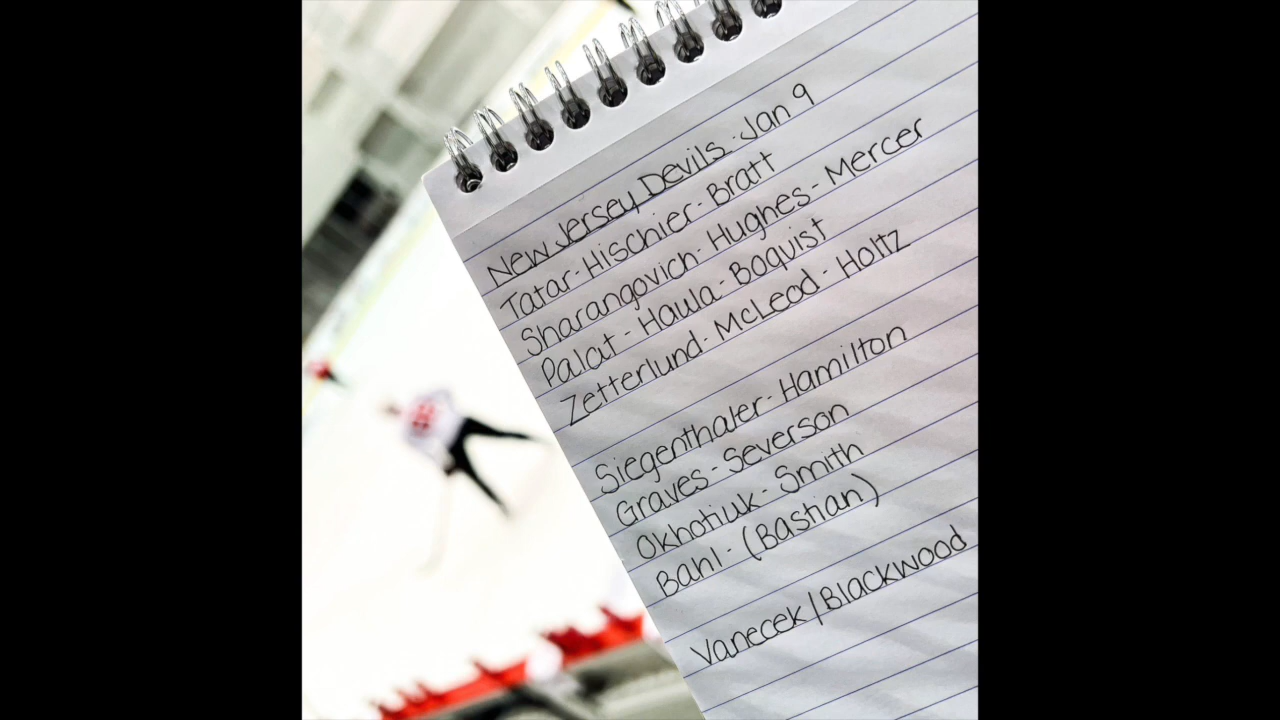 New Jersey Devils · Jan 9
Tatar - Hischier - Bratt
Sharangovich - Hughes - Mercer
Palat - Haula - Boqvist
Zetterlund - McLeod - Holtz
Siegenthaler - Hamilton
Graves - Severson
Okhotiuk - Smith
Bahl - (Bastian)
Vanecek / Blackwood